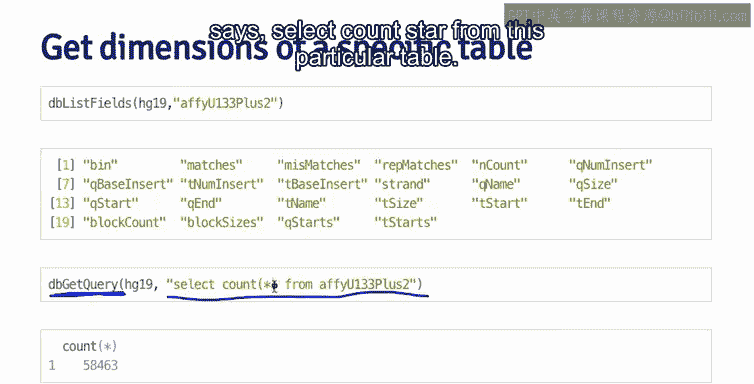 says, select count star from this
Get dimensions of a specific table
particular table.
dbListFields(hg19,"affyU133Plus2")
[1] "bin" "matches" "misMatches" "repMatches" "nCount" "qNumInsert"
[7] "qBaseInsert" "tNumInsert" "tBaseInsert" "strand" "qName" "qSize"
[13] "qStart" "qEnd" "tName" "tSize" "tStart" "tEnd"
[19] "blockCount" "blockSizes" "qStarts" "tStarts"
dbGetQuery(hg19, "select count(*) from affyU133Plus2")
count(*)
1 58463